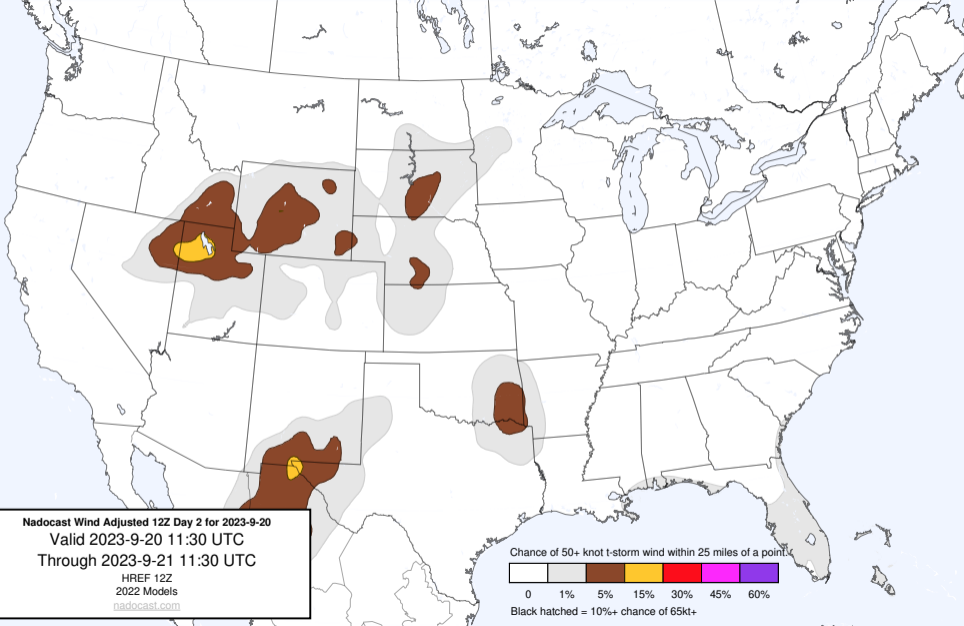 Nadocast Wind Adjusted 12Z Day 2 for 2023-9-20
Valid 2023-9-20 11:30 UTC
Through 2023-9-21 11:30 UTC
HREF 12Z
2022 Models
nadocast.com
Chance of 50+ knot t-storm wind within 25 miles of a point.
0 1% 5% 15% 30% 45% 60%
Black hatched = 10%+ chance of 65kt+